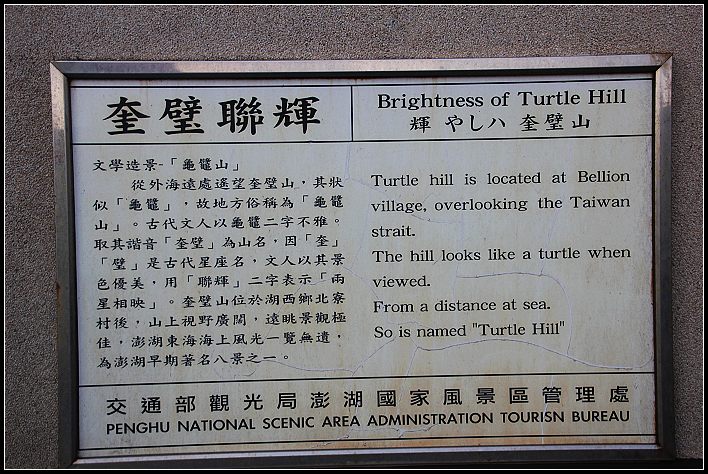 奎璧聯輝
Brightness of Turtle Hill
輝 やしハ 奎璧山
文學造景-「龜鼊山」
從外海遠處遙望奎璧山，其狀
似「龜鼊」，故地方俗稱為「龜鼊
山」。古代文人以龜鼊二字不雅。
取其諧音「奎璧」為山名，因「奎」
「璧」是古代星座名，文人以其景
色優美，用「聯輝」二字表示「兩
星相映」。奎璧山位於湖西鄉北寮
村後，山上視野廣闊，遠眺景觀極
佳，澎湖東海海上風光一覽無遺，
為澎湖早期著名八景之一。
Turtle hill is located at Bellion
village, overlooking the Taiwan
strait.
The hill looks like a turtle when
viewed.
From a distance at sea.
So is named "Turtle Hill"
交通部觀光局澎湖國家風景區管理處
PENGHU NATIONAL SCENIC AREA ADMINISTRATION TOURISN BUREAU